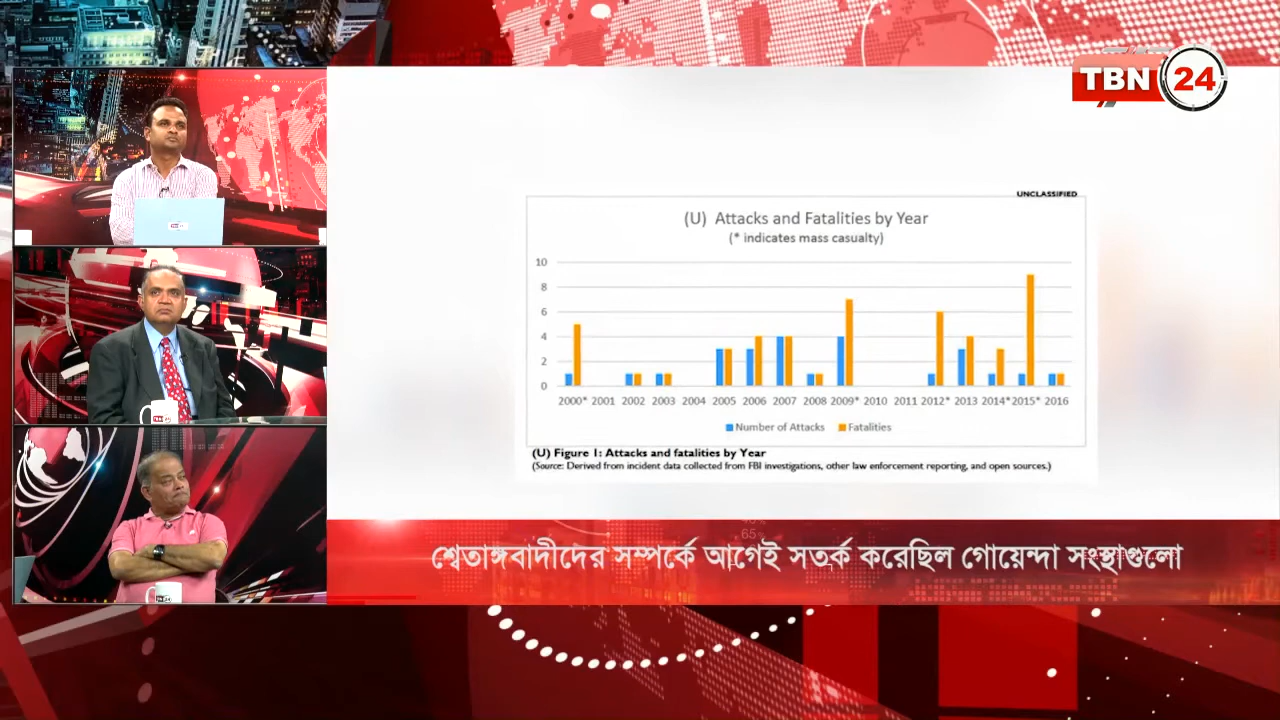 TBN 24
UNCLASSIFIED
(U) Attacks and Fatalities by Year
(* indicates mass casualty)
10
8
6
4
2
0
2000* 2001 2002 2003 2004 2005 2006 2007 2008 2009* 2010 2011 2012* 2013 2014* 2015* 2016
Number of Attacks Fatalities
(U) Figure 1: Attacks and fatalities by Year
(Source: Derived from incident data collected from FBI investigations, other law enforcement reporting, and open sources.)
শ্বেতাঙ্গবাদীদের সম্পর্কে আগেই সতর্ক করেছিল গোয়েন্দা সংস্থাগুলো